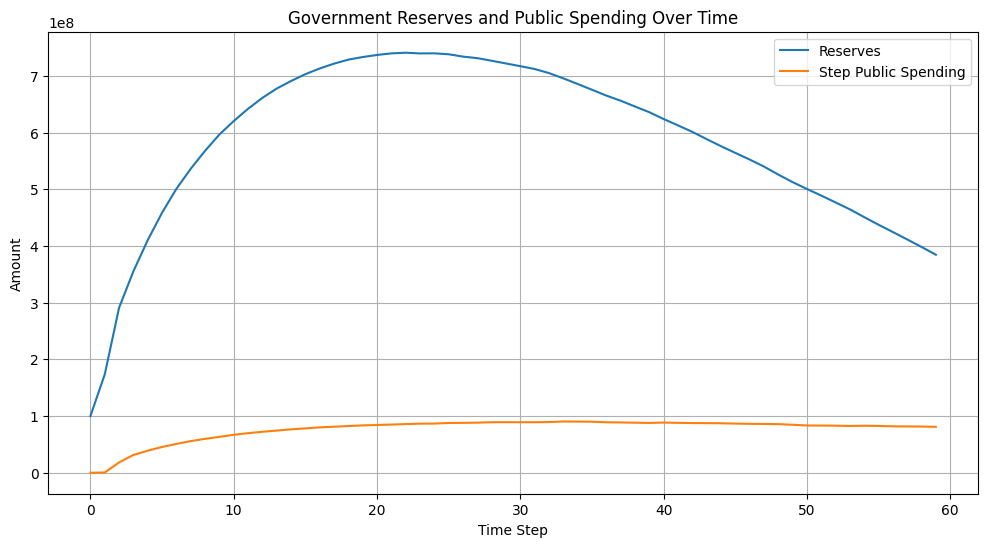 Government Reserves and Public Spending Over Time
1e8
Reserves
Step Public Spending
7
6
5
4
3
2
1
0
Amount
0 10 20 30 40 50 60
Time Step